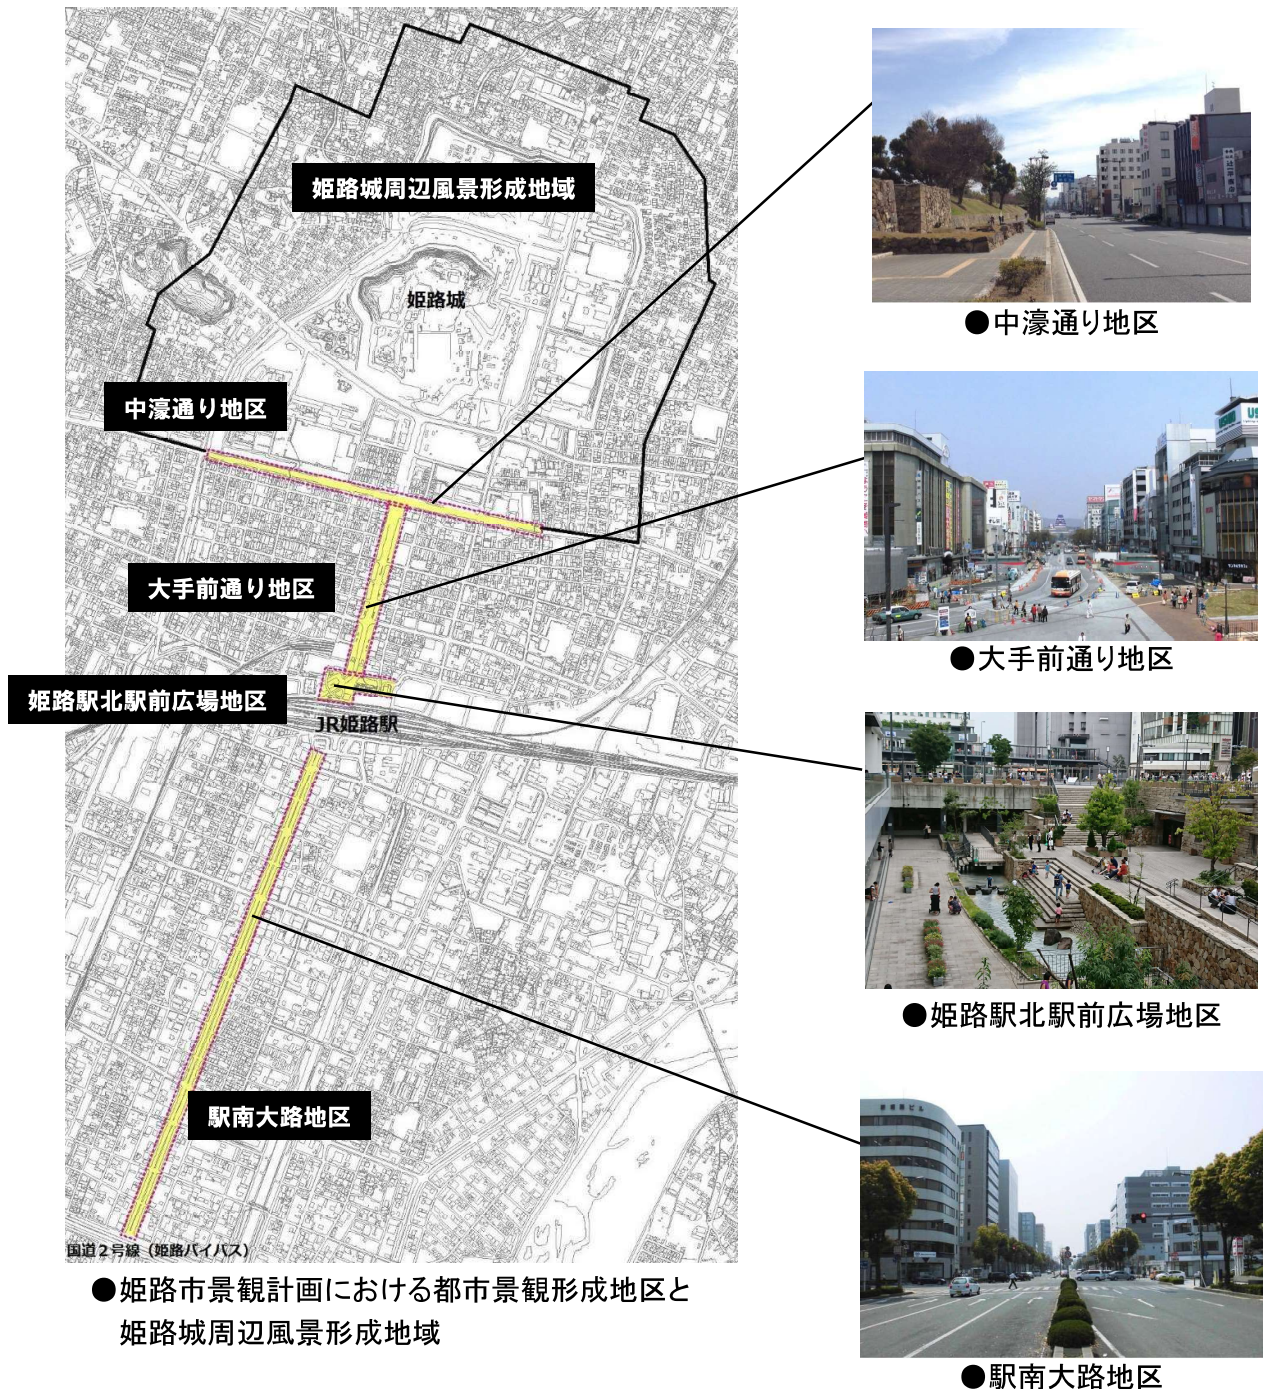 姫路城周辺風景形成地域
姫路城
中濠通り地区
大手前通り地区
姫路駅北駅前広場地区
JR姫路駅
駅南大路地区
国道2号線（姫路バイパス）
●姫路市景観計画における都市景観形成地区と
姫路城周辺風景形成地域
●中濠通り地区
●大手前通り地区
●姫路駅北駅前広場地区
●駅南大路地区